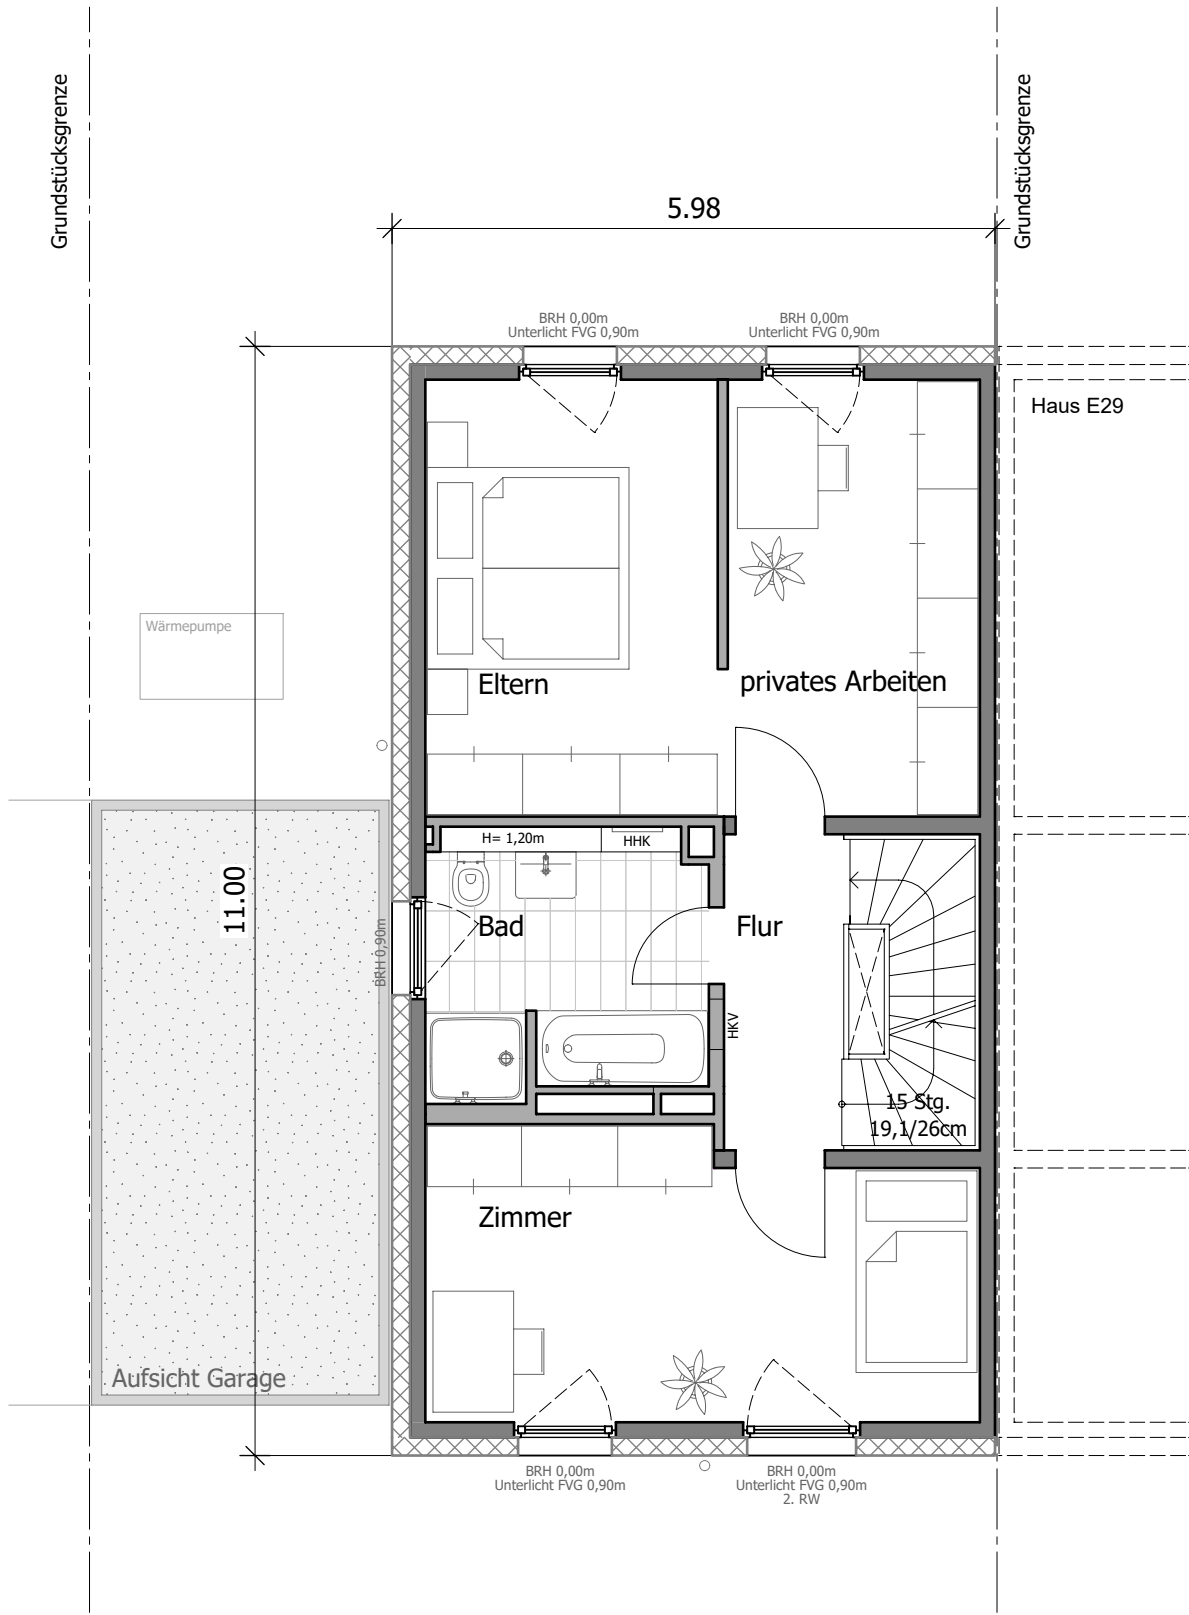 Grundstücksgrenze
Grundstücksgrenze
5.98
BRH 0,00m
Unterlicht FVG 0,90m
BRH 0,00m
Unterlicht FVG 0,90m
Haus E29
Wärmepumpe
Eltern
privates Arbeiten
H= 1,20m
HHK
11.00
BRH 0,90m
Bad
Flur
HKV
15 Stg.
19,1/26cm
Zimmer
Aufsicht Garage
BRH 0,00m
Unterlicht FVG 0,90m
BRH 0,00m
Unterlicht FVG 0,90m
2. RW